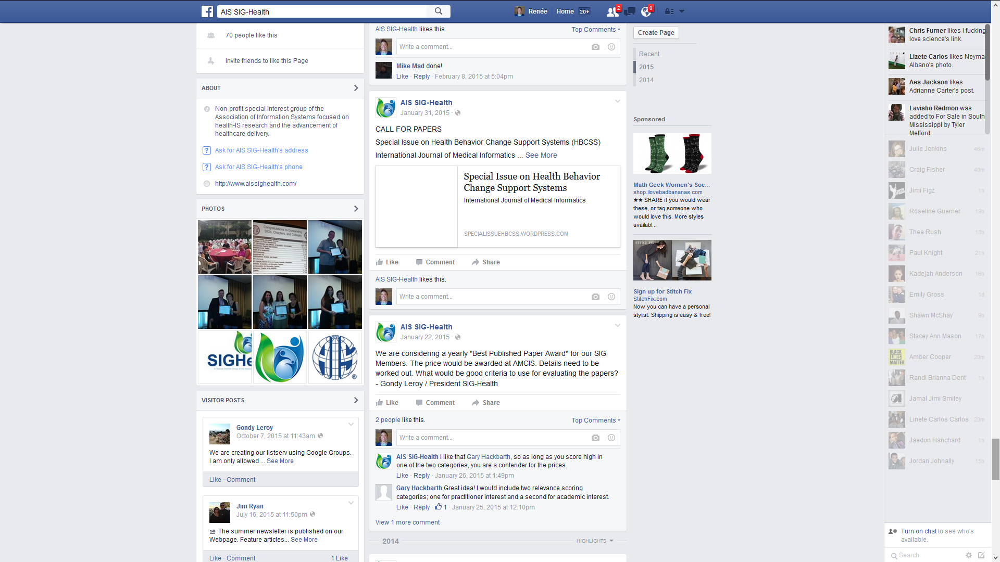 AIS SIG-Health
Renée
Home 20+
2
8
70 people like this
Invite friends to like this Page
ABOUT
Non-profit special interest group of the
Association of Information Systems focused on
health-IS research and the advancement of
healthcare delivery.
? Ask for AIS SIG-Health's address
? Ask for AIS SIG-Health's phone
http://www.aissighealth.com/
PHOTOS
Congratulations to Outstanding
SIGs, Chapters, and Colleges
SIGHe
VISITOR POSTS
Gondy Leroy
October 7, 2015 at 11:43am
We are creating our listserv using Google Groups.
I am only allowed ... See More
Like · Comment
Jim Ryan
July 16, 2015 at 11:50pm
The summer newsletter is published on our
Webpage. Feature articles... See More
Like · Comment
1 Like
AIS SIG-Health likes this.
Top Comments
Write a comment...
Mike Msd done!
Like · Reply · February 8, 2015 at 5:04pm
AIS SIG-Health
January 31, 2015 ·
CALL FOR PAPERS
Special Issue on Health Behavior Change Support Systems (HBCSS)
International Journal of Medical Informatics ... See More
Special Issue on Health Behavior
Change Support Systems
International Journal of Medical Informatics
SPECIALISSUEHBCSS.WORDPRESS.COM
Like Comment Share
AIS SIG-Health likes this.
Write a comment...
AIS SIG-Health
January 22, 2015 ·
We are considering a yearly "Best Published Paper Award" for our SIG
Members. The price would be awarded at AMCIS. Details need to be
worked out. What would be good criteria to use for evaluating the papers?
- Gondy Leroy / President SIG-Health
Like Comment Share
2 people like this.
Top Comments
Write a comment...
AIS SIG-Health I like that Gary Hackbarth, so as long as you score high in
one of the two categories, you are a contender for the prices.
Like · Reply · January 26, 2015 at 1:49pm
Gary Hackbarth Great idea! I would include two relevance scoring
categories; one for practitioner interest and a second for academic interest.
Like · Reply · 1 · January 25, 2015 at 12:10pm
View 1 more comment
2014
HIGHLIGHTS
Create Page
Recent
2015
2014
Sponsored
Math Geek Women's Soc...
shop.ilovebadbananas.com
★★ SHARE if you would wear
these, or tag someone who
would love this. More styles
availabl...
STITCH FIX
Sign up for Stitch Fix
StitchFix.com
Now you can have a personal
stylist. Shipping is easy & free!
Chris Furner likes I fucking
love science's link.
Lizete Carlos likes Neyma
Albano's photo.
Aes Jackson likes
Adrianne Carter's post.
Lavisha Redmon was
added to For Sale in South
Mississippi by Tyler
Mefford.
Julie Jenkins 46m
Craig Fisher 40m
Jimi Figz 1h
Roseline Guerrier 19h
Thee Rush 18h
Paul Knight 21h
Kadejah Anderson 16h
Emily Gross 1d
Shawn McShay 9h
Stacey Ann Mason 17h
BLACK
LIVES
MATTER
Amber Cooper 20m
Randl Brianna Dent 1h
Jamal Jimi Smiley
Linete Carlos Carlos 20m
Jaedon Hanchard 1h
Jordan Johnally 15h
Turn on chat to see who's
available.
Search